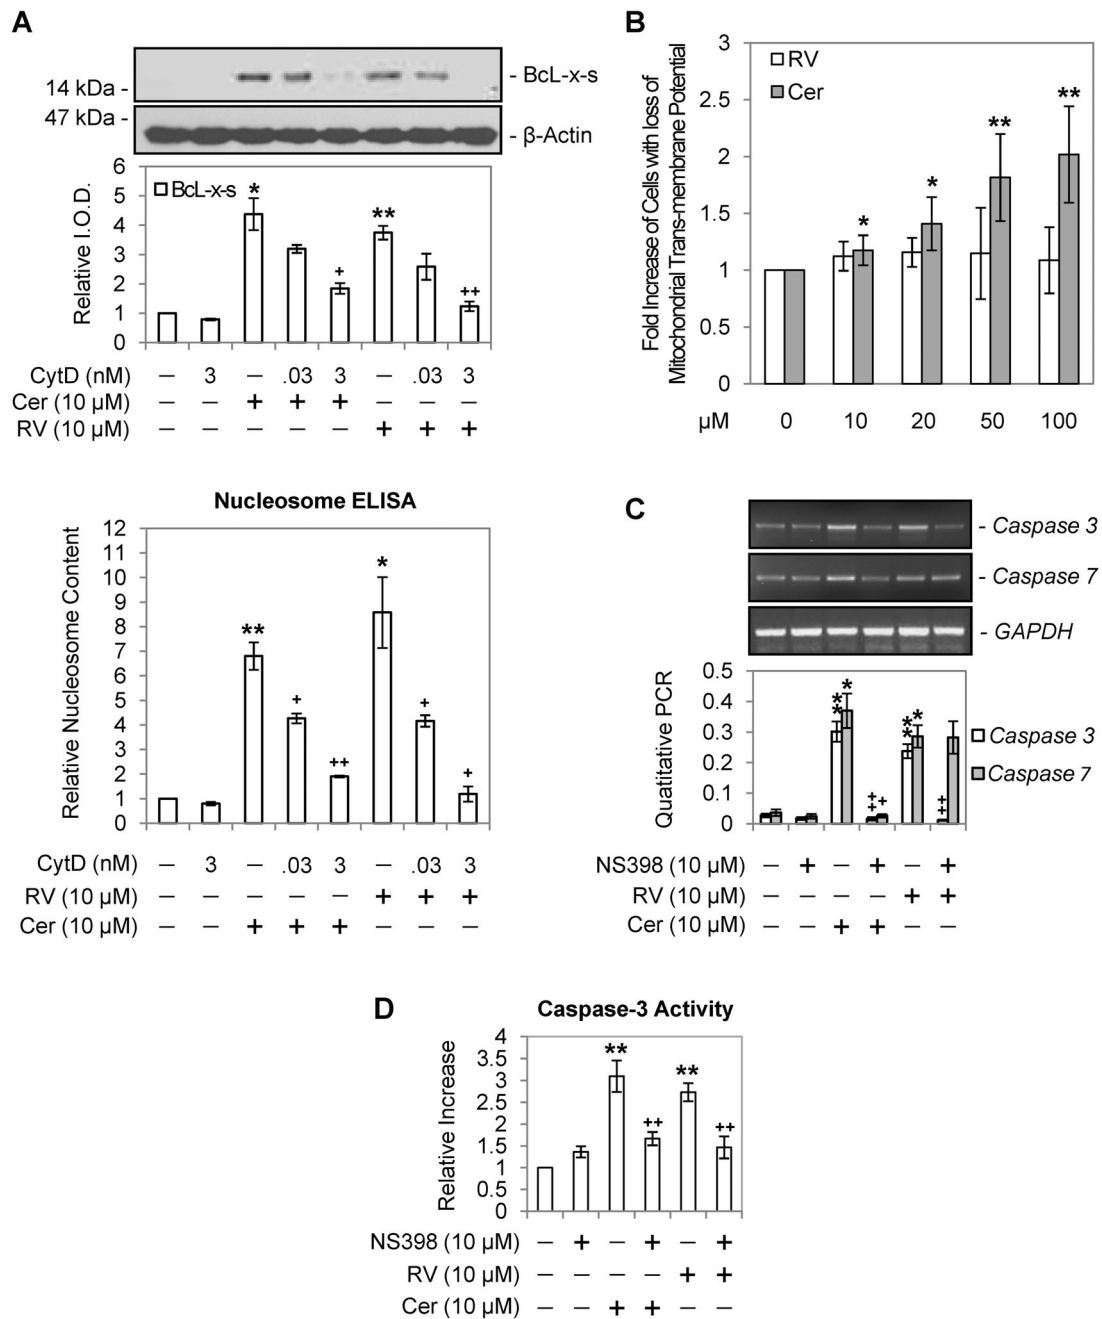 A
14 kDa -
- BcL-x-s
47 kDa -
- β-Actin
Relative I.O.D.
6
5
4
3
2
1
0
BcL-x-s
*
+
**
++
CytD (nM) – 3 – .03 3 – .03 3
Cer (10 µM) – – + + + – – –
RV (10 µM) – – – – – + + +
B
Fold Increase of Cells with loss of
Mitochondrial Trans-membrane Potential
3
2.5
2
1.5
1
0.5
0
RV
Cer
*
*
**
**
µM 0 10 20 50 100
Nucleosome ELISA
Relative Nucleosome Content
12
11
10
9
8
7
6
5
4
3
2
1
0
**
+
++
*
+
+
CytD (nM) – 3 – .03 3 – .03 3
RV (10 µM) – – – – – + + +
Cer (10 µM) – – + + + – – –
C
- Caspase 3
- Caspase 7
- GAPDH
Quatitative PCR
0.5
0.4
0.3
0.2
0.1
0
**
*
++
+
**
*
++
Caspase 3
Caspase 7
NS398 (10 µM) – + – + – +
RV (10 µM) – – – – + +
Cer (10 µM) – – + + – –
D
Caspase-3 Activity
Relative Increase
4
3.5
3
2.5
2
1.5
1
0.5
0
**
++
**
++
NS398 (10 µM) – + – + – +
RV (10 µM) – – – – + +
Cer (10 µM) – – + + – –